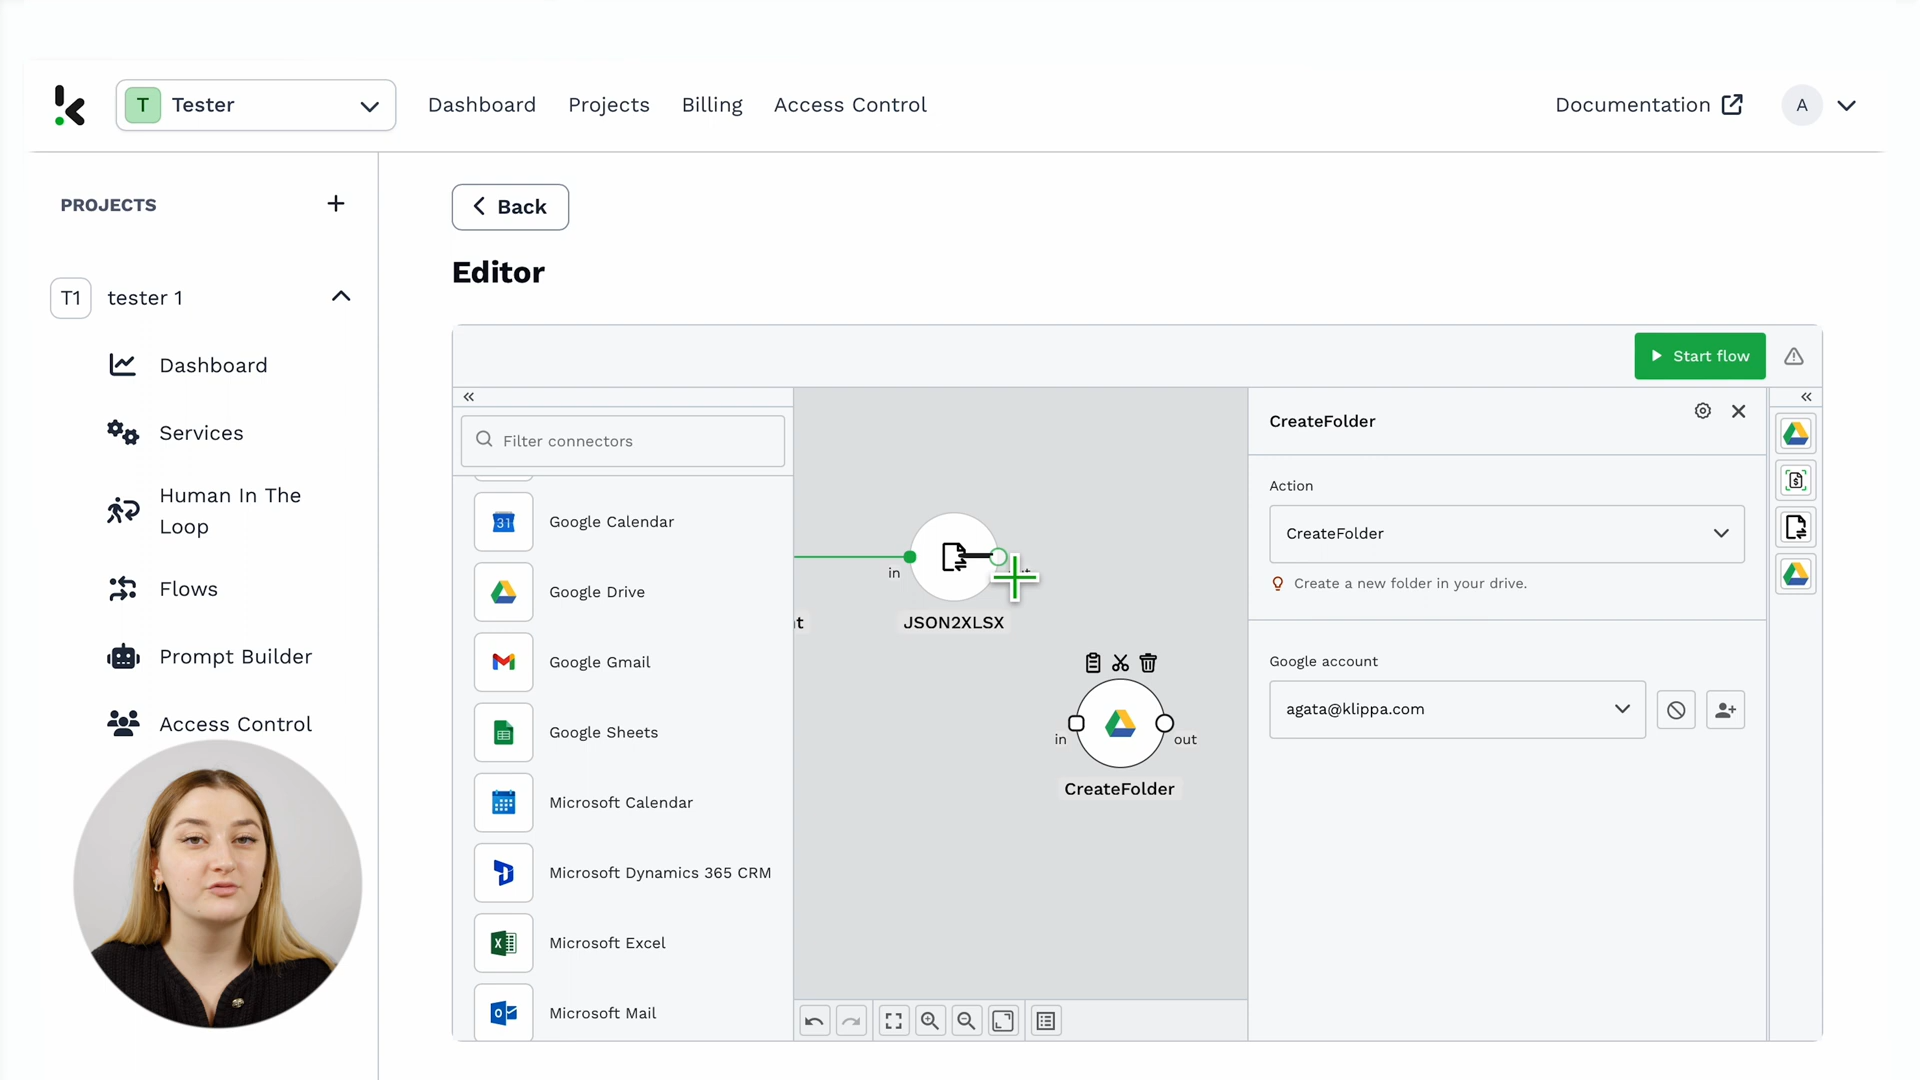 T Tester
Dashboard Projects Billing Access Control
Documentation
A
PROJECTS
T1 tester 1
Dashboard
Services
Human In The
Loop
Flows
Prompt Builder
Access Control
Back
Editor
Start flow
Filter connectors
31 Google Calendar
Google Drive
Google Gmail
Google Sheets
Microsoft Calendar
Microsoft Dynamics 365 CRM
Microsoft Excel
Microsoft Mail
in
JSON2XLSX
in
out
CreateFolder
CreateFolder
Action
CreateFolder
Create a new folder in your drive.
Google account
agata@klippa.com